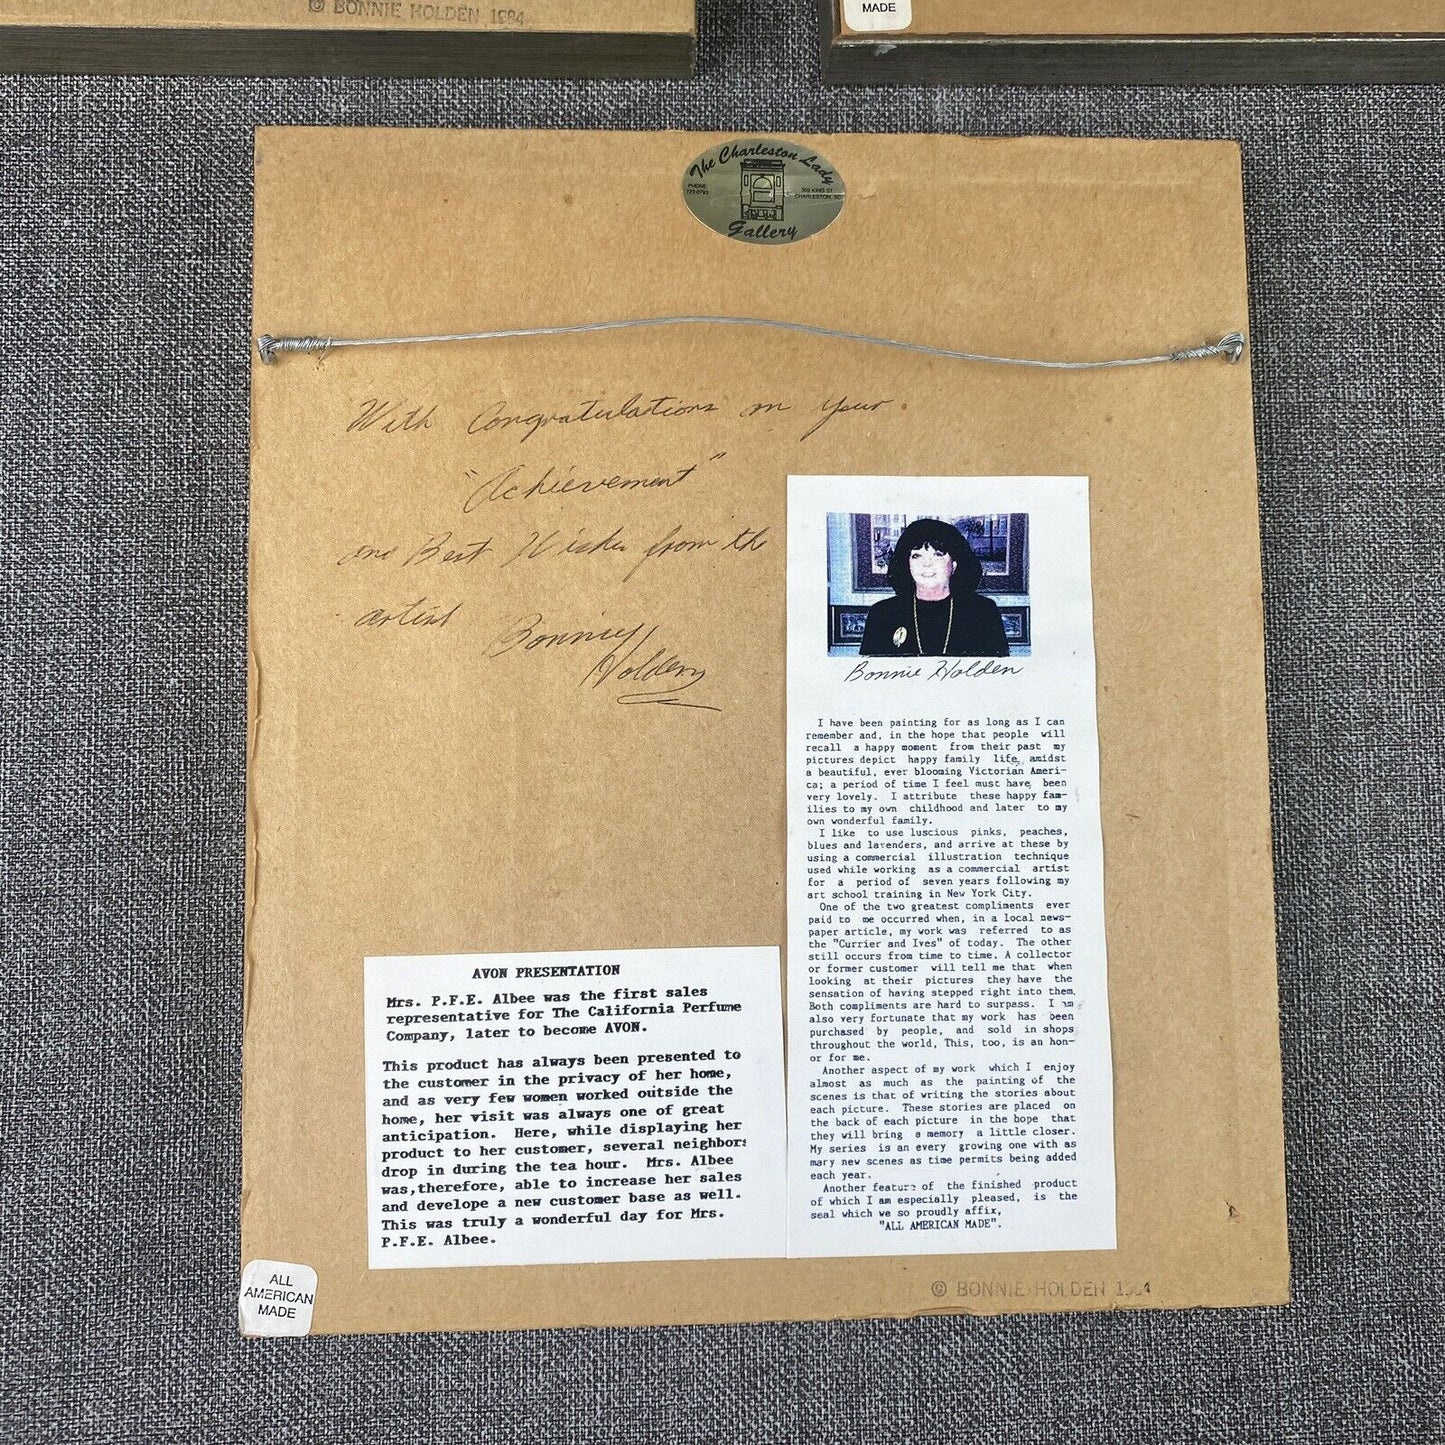 © BONNIE HOLDEN 1984
MADE
The Charleston Lady
PHONE
723-0793
302 KING ST.
CHARLESTON, SC
Gallery
With Congratulations on your
"Achievement"
and Best Wishes from the
artist Bonnie
Holden
Bonnie Holden
I have been painting for as long as I can
remember and, in the hope that people will
recall a happy moment from their past my
pictures depict happy family life amidst
a beautiful, ever blooming Victorian Ameri-
ca; a period of time I feel must have been
very lovely. I attribute these happy fam-
ilies to my own childhood and later to my
own wonderful family.
I like to use luscious pinks, peaches,
blues and lavenders, and arrive at these by
using a commercial illustration technique
used while working as a commercial artist
for a period of seven years following my
art school training in New York City.
One of the two greatest compliments ever
paid to me occurred when, in a local news-
paper article, my work was referred to as
the "Currier and Ives" of today. The other
still occurs from time to time. A collector
or former customer will tell me that when
looking at their pictures they have the
sensation of having stepped right into them.
Both compliments are hard to surpass. I am
also very fortunate that my work has been
purchased by people, and sold in shops
throughout the world, This, too, is an hon-
or for me.
Another aspect of my work which I enjoy
almost as much as the painting of the
scenes is that of writing the stories about
each picture. These stories are placed on
the back of each picture in the hope that
they will bring a memory a little closer.
My series is an every growing one with as
many new scenes as time permits being added
each year.
Another feature of the finished product
of which I am especially pleased, is the
seal which we so proudly affix,
"ALL AMERICAN MADE".
AVON PRESENTATION
Mrs. P.F.E. Albee was the first sales
representative for The California Perfume
Company, later to become AVON.
This product has always been presented to
the customer in the privacy of her home,
and as very few women worked outside the
home, her visit was always one of great
anticipation. Here, while displaying her
product to her customer, several neighbors
drop in during the tea hour. Mrs. Albee
was,therefore, able to increase her sales
and develope a new customer base as well.
This was truly a wonderful day for Mrs.
P.F.E. Albee.
ALL
AMERICAN
MADE
© BONNIE HOLDEN 1984